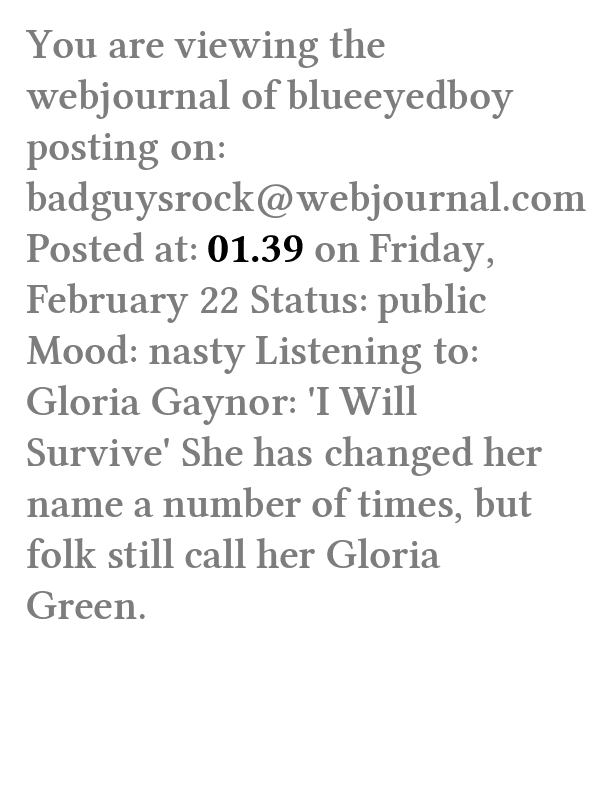 You are viewing the
webjournal of blueeyedboy
posting on:
badguysrock@webjournal.com
Posted at: 01.39 on Friday,
February 22 Status: public
Mood: nasty Listening to:
Gloria Gaynor: 'I Will
Survive' She has changed her
name a number of times, but
folk still call her Gloria
Green.